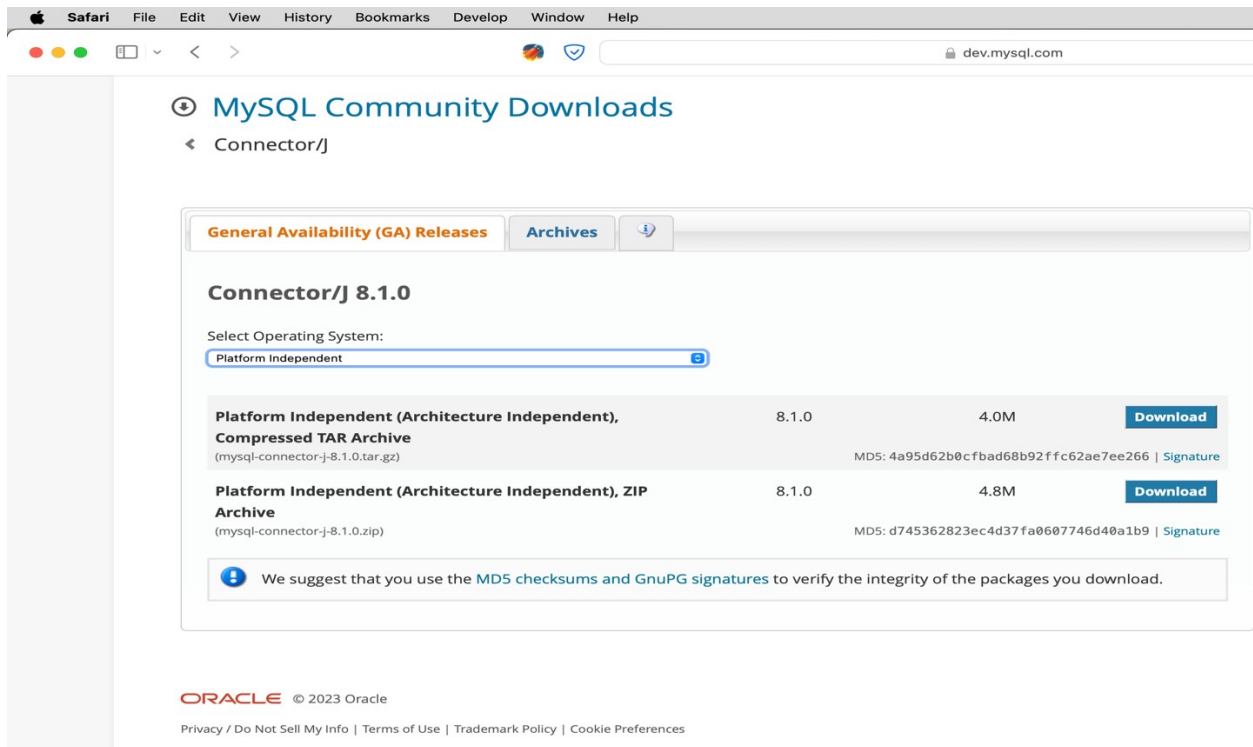 Safari File Edit View History Bookmarks Develop Window Help
dev.mysql.com
MySQL Community Downloads
Connector/J
General Availability (GA) Releases Archives
Connector/J 8.1.0
Select Operating System:
Platform Independent
Platform Independent (Architecture Independent), 8.1.0 4.0M Download
Compressed TAR Archive
(mysql-connector-j-8.1.0.tar.gz) MD5: 4a95d62b0cfbad68b92ffc62ae7ee266 | Signature
Platform Independent (Architecture Independent), ZIP 8.1.0 4.8M Download
Archive
(mysql-connector-j-8.1.0.zip) MD5: d745362823ec4d37fa0607746d40a1b9 | Signature
We suggest that you use the MD5 checksums and GnuPG signatures to verify the integrity of the packages you download.
ORACLE © 2023 Oracle
Privacy / Do Not Sell My Info | Terms of Use | Trademark Policy | Cookie Preferences